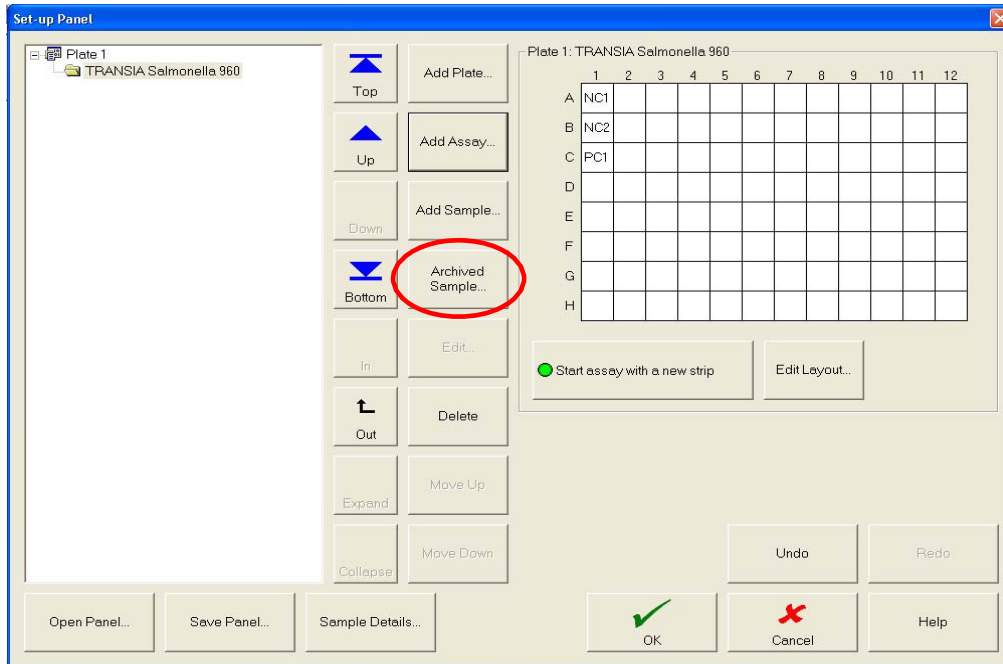 Set-up Panel
Plate 1
TRANSIA Salmonella 960
Top
Up
Down
Bottom
In
Out
Expand
Collapse
Add Plate...
Add Assay...
Add Sample...
Archived
Sample...
Edit...
Delete
Move Up
Move Down
Plate 1: TRANSIA Salmonella 960
1 2 3 4 5 6 7 8 9 10 11 12
A NC1
B NC2
C PC1
D
E
F
G
H
Start assay with a new strip
Edit Layout...
Undo
Redo
Open Panel...
Save Panel...
Sample Details...
OK
Cancel
Help